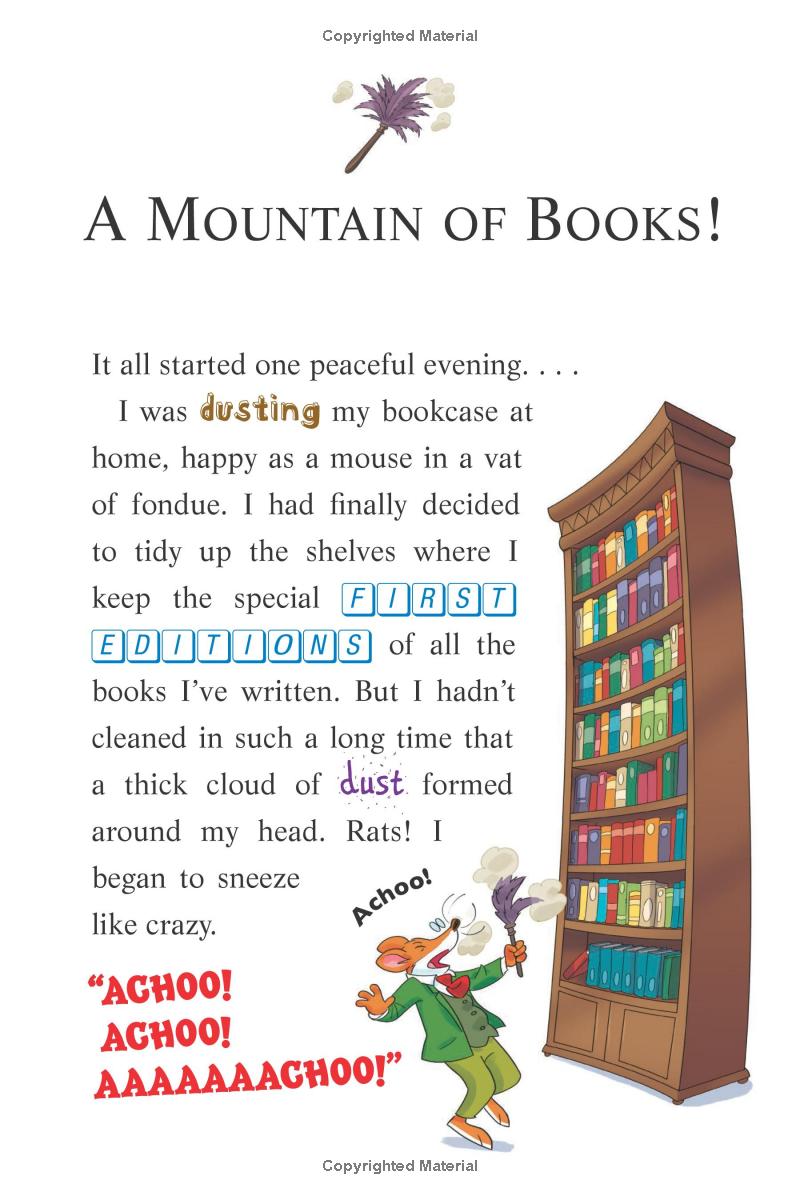 Copyrighted Material
A MOUNTAIN OF BOOKS!
It all started one peaceful evening. . . .
I was dusting my bookcase at
home, happy as a mouse in a vat
of fondue. I had finally decided
to tidy up the shelves where I
keep the special FIRST
EDITIONS of all the
books I've written. But I hadn't
cleaned in such a long time that
a thick cloud of dust formed
around my head. Rats! I
began to sneeze
like crazy.
Achoo!
“ACHOO!
ACHOO!
AAAAAAACHOO!”
Copyrighted Material